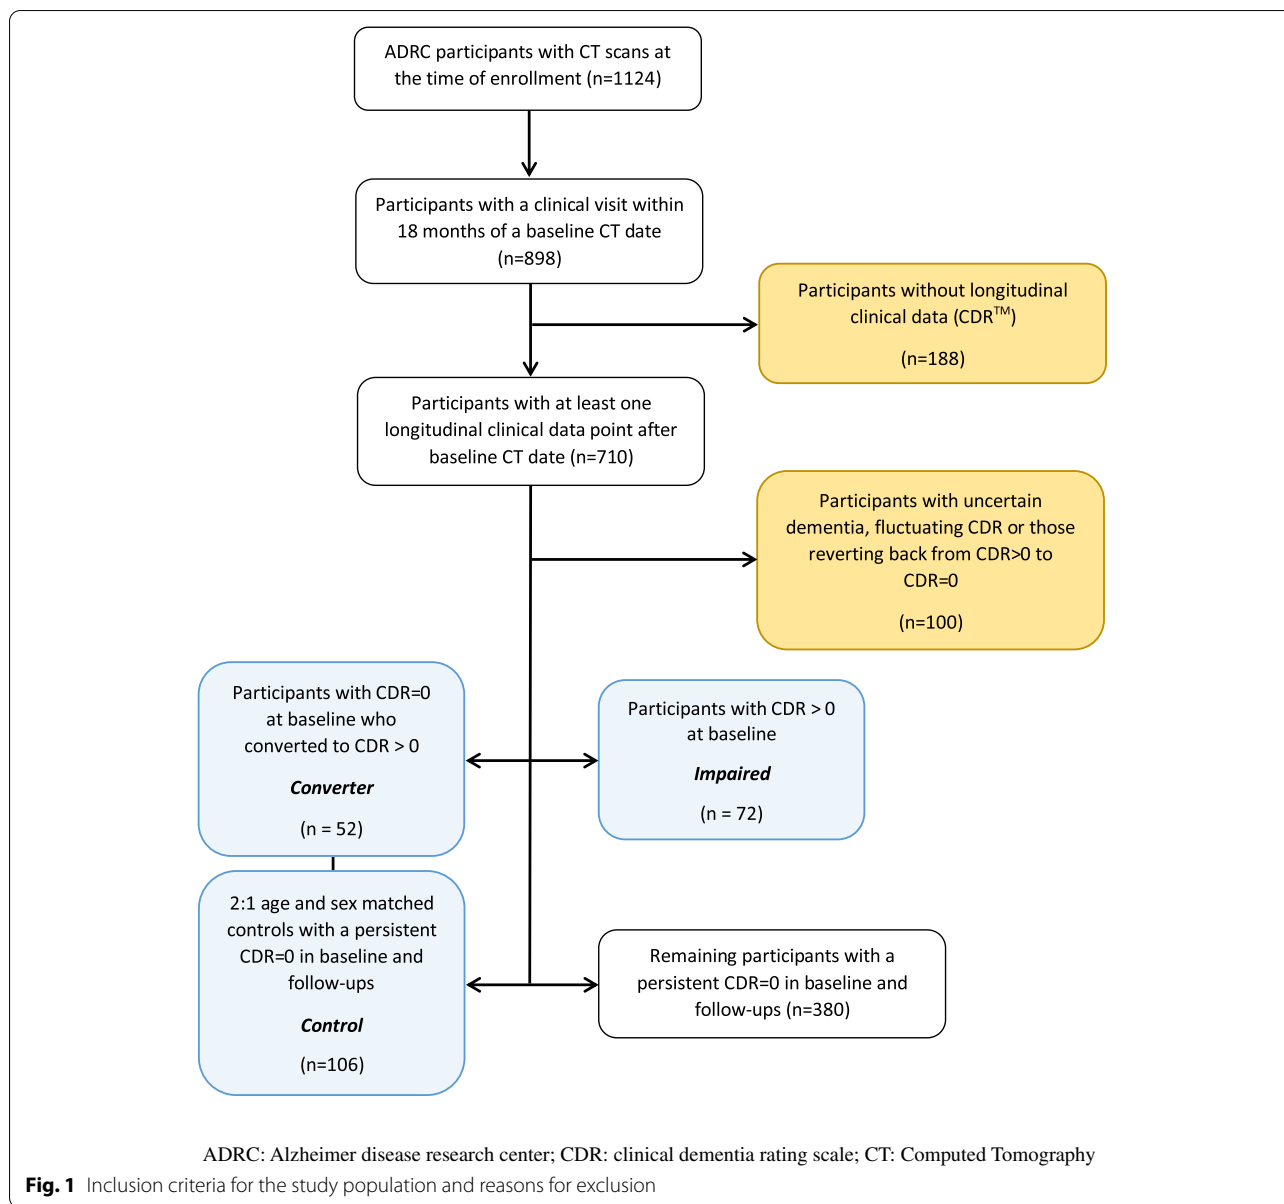 ADRC participants with CT scans at
the time of enrollment (n=1124)
Participants with a clinical visit within
18 months of a baseline CT date
(n=898)
Participants without longitudinal
clinical data (CDR™)
(n=188)
Participants with at least one
longitudinal clinical data point after
baseline CT date (n=710)
Participants with uncertain
dementia, fluctuating CDR or those
reverting back from CDR>0 to
CDR=0
(n=100)
Participants with CDR=0
at baseline who
converted to CDR > 0
Converter
(n = 52)
Participants with CDR > 0
at baseline
Impaired
(n = 72)
2:1 age and sex matched
controls with a persistent
CDR=0 in baseline and
follow-ups
Control
(n=106)
Remaining participants with a
persistent CDR=0 in baseline and
follow-ups (n=380)
ADRC: Alzheimer disease research center; CDR: clinical dementia rating scale; CT: Computed Tomography
Fig. 1 Inclusion criteria for the study population and reasons for exclusion